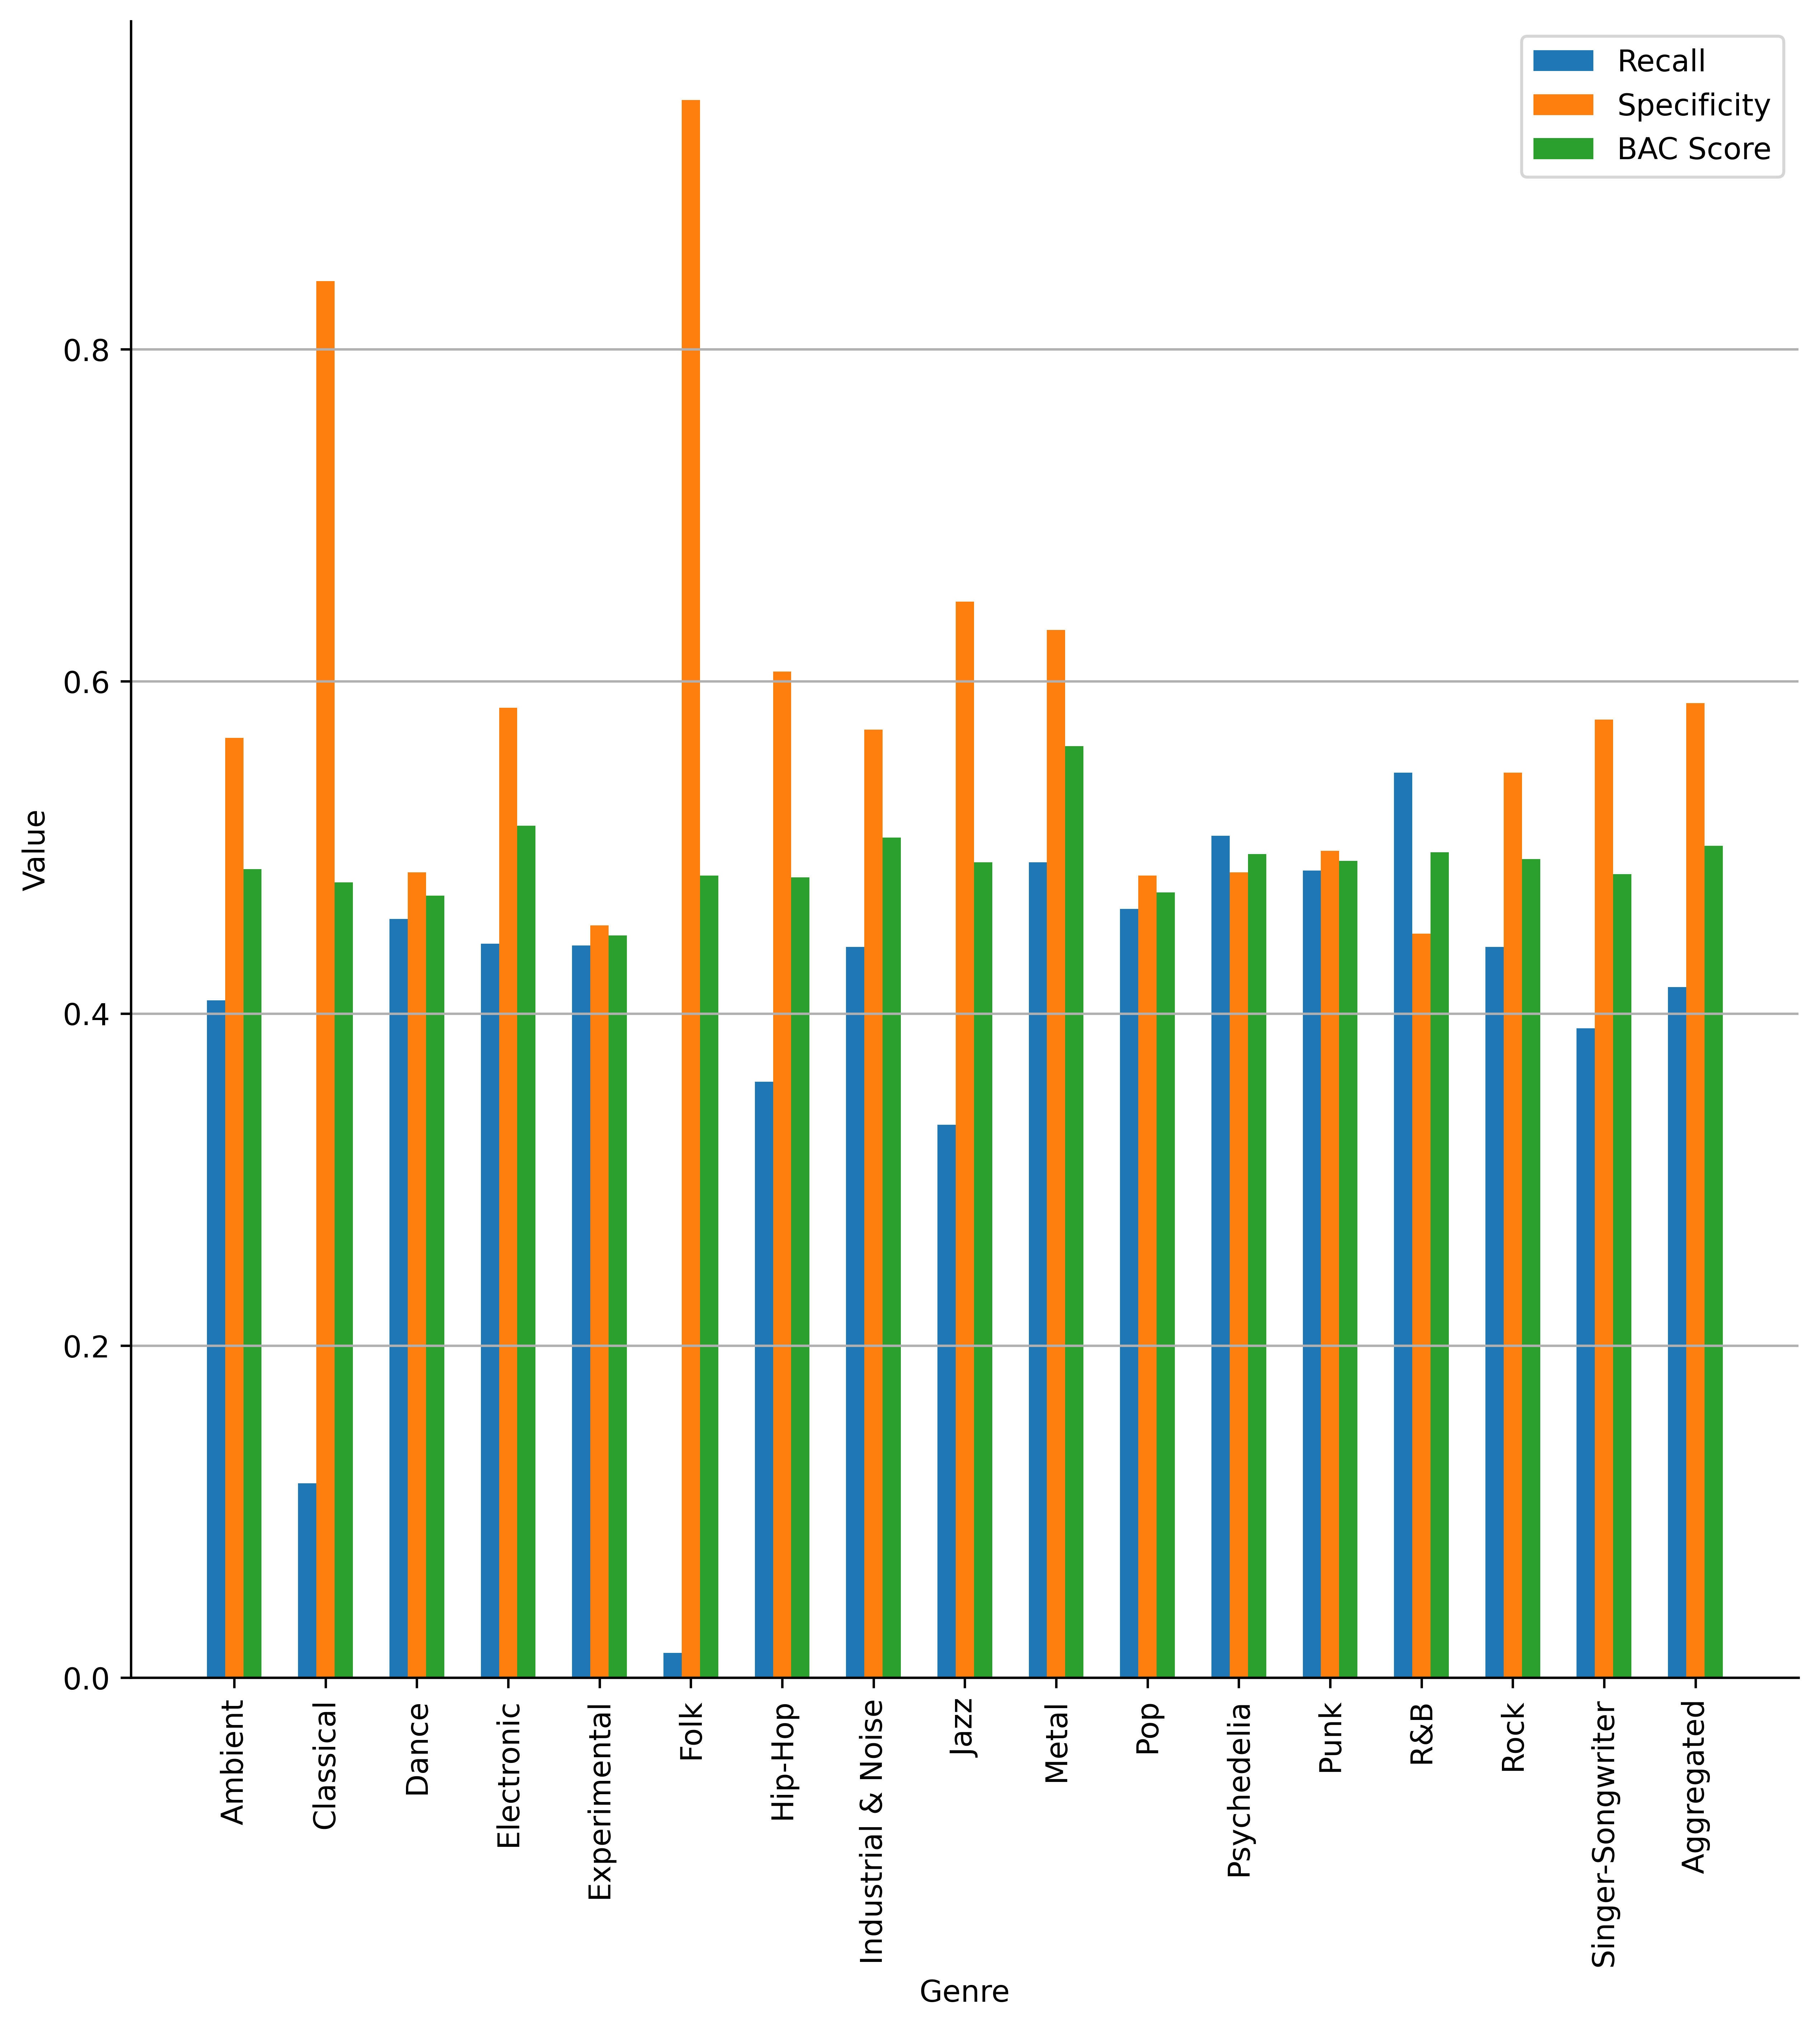 Recall
Specificity
BAC Score
Value
0.8
0.6
0.4
0.2
0.0
Ambient
Classical
Dance
Electronic
Experimental
Folk
Hip-Hop
Industrial & Noise
Jazz
Metal
Pop
Psychedelia
Punk
R&B
Rock
Singer-Songwriter
Aggregated
Genre